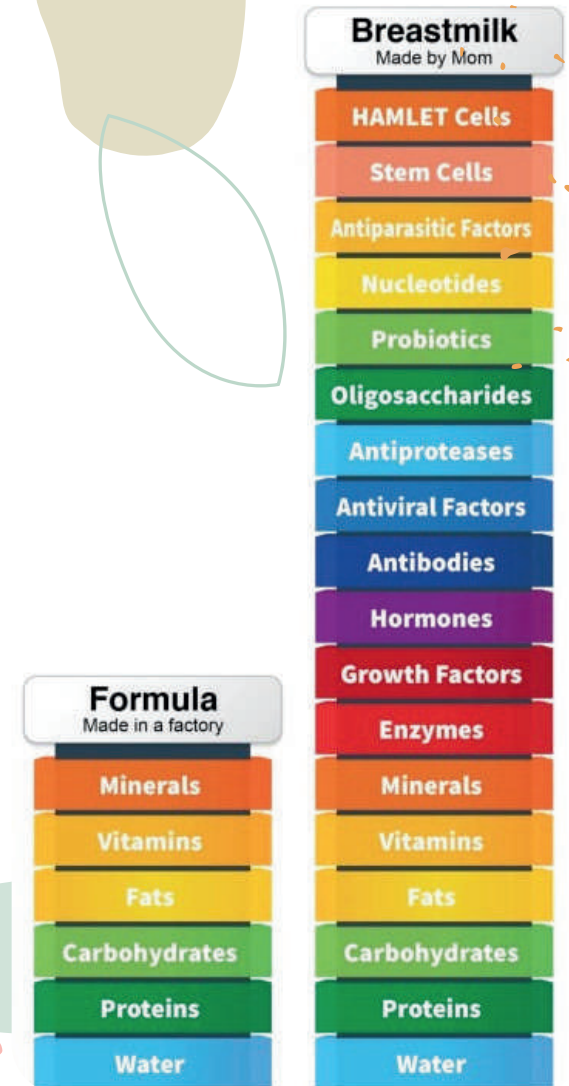 Breastmilk
Made by Mom
HAMLET Cells
Stem Cells
Antiparasitic Factors
Nucleotides
Probiotics
Oligosaccharides
Antiproteases
Antiviral Factors
Antibodies
Hormones
Growth Factors
Enzymes
Minerals
Vitamins
Fats
Carbohydrates
Proteins
Water
Formula
Made in a factory
Minerals
Vitamins
Fats
Carbohydrates
Proteins
Water